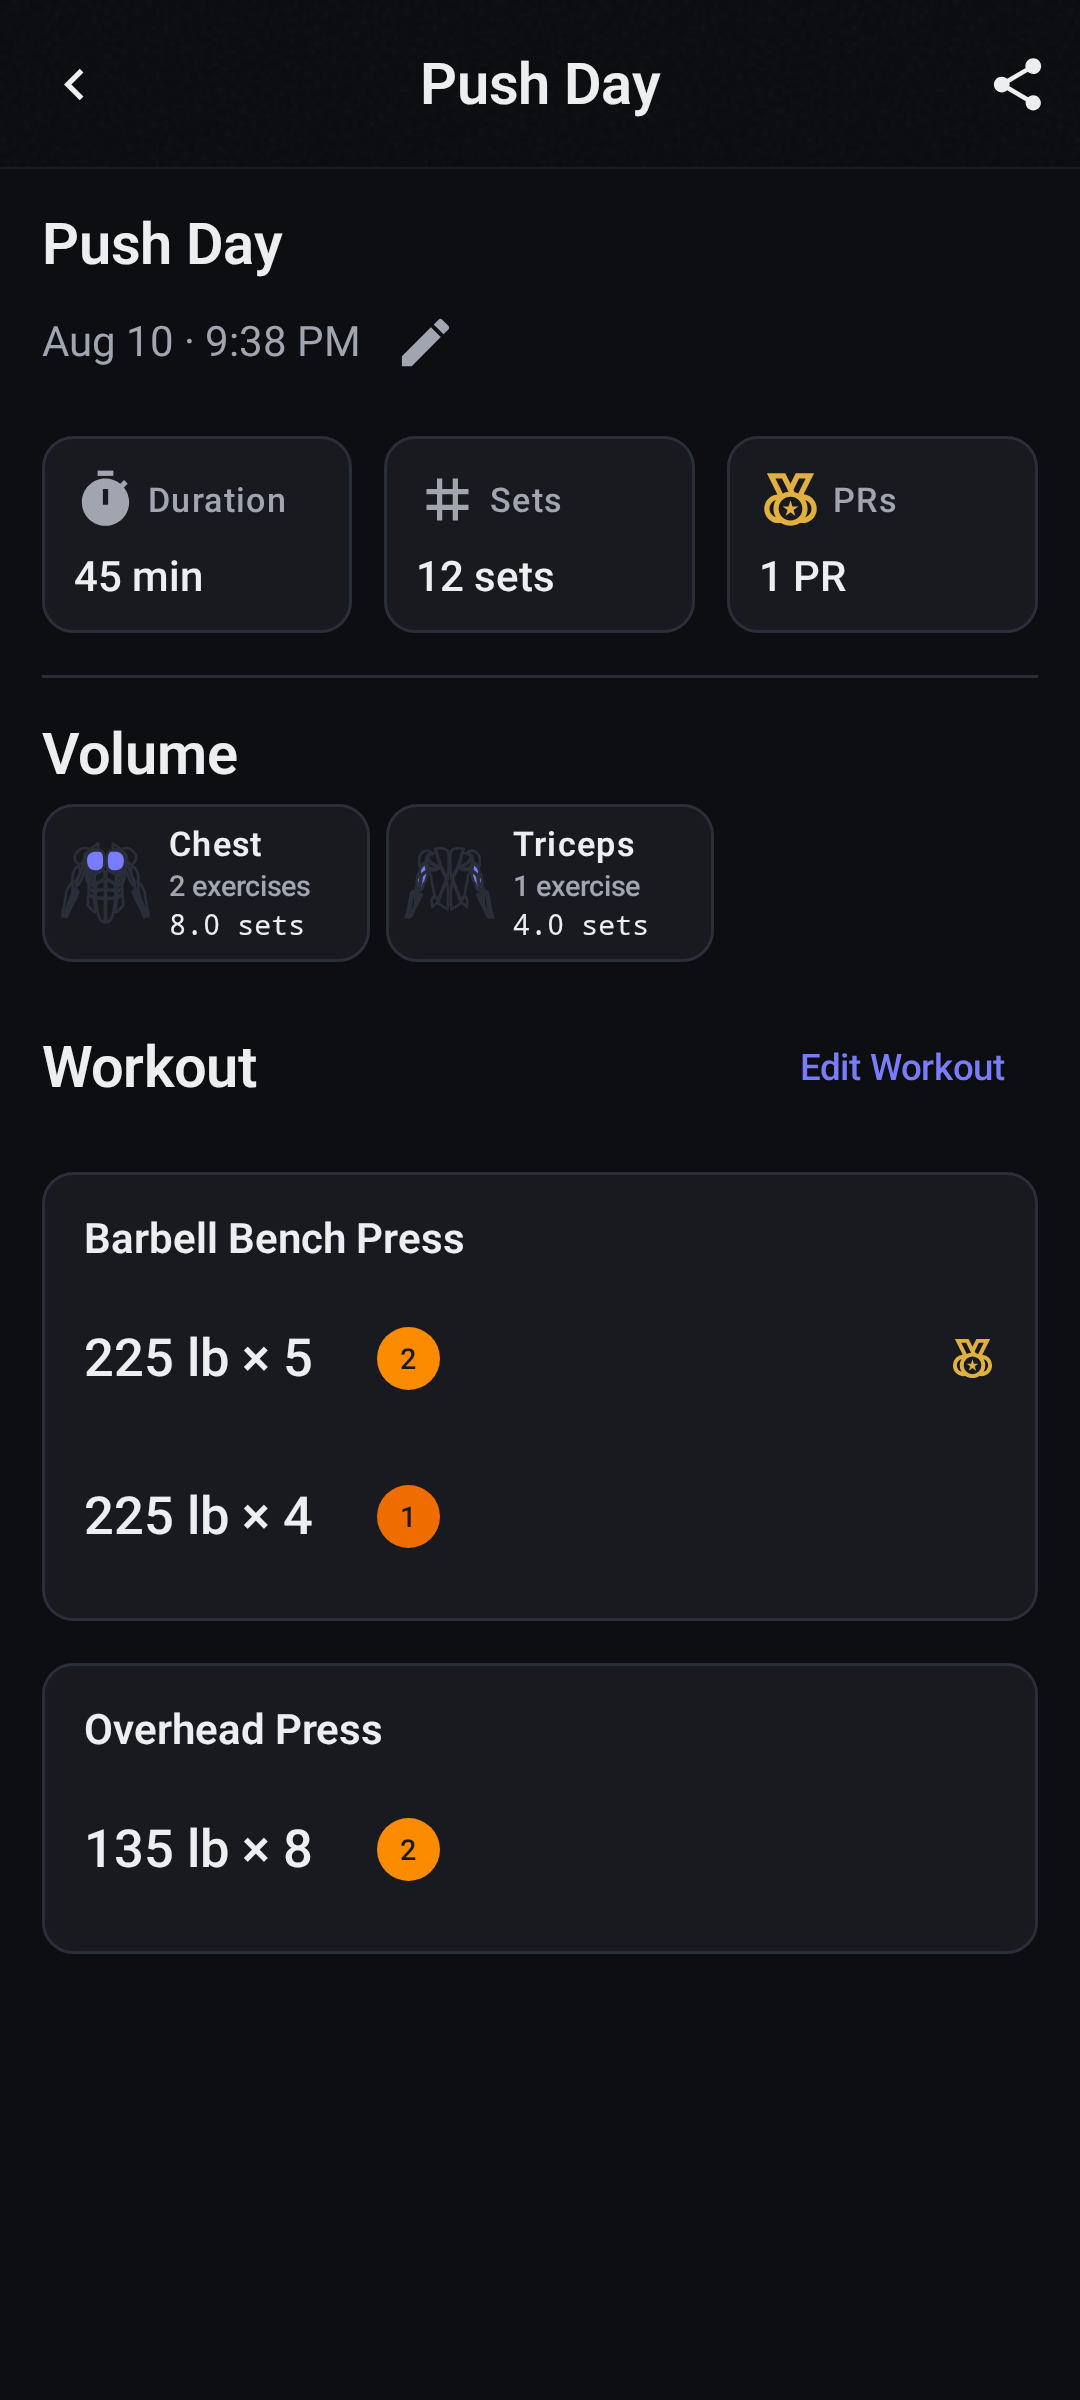 Push Day
Push Day
Aug 10 · 9:38 PM
Duration
45 min
Sets
12 sets
PRs
1 PR
Volume
Chest
2 exercises
8.0 sets
Triceps
1 exercise
4.0 sets
Workout
Edit Workout
Barbell Bench Press
225 lb × 5
2
225 lb × 4
1
Overhead Press
135 lb × 8
2